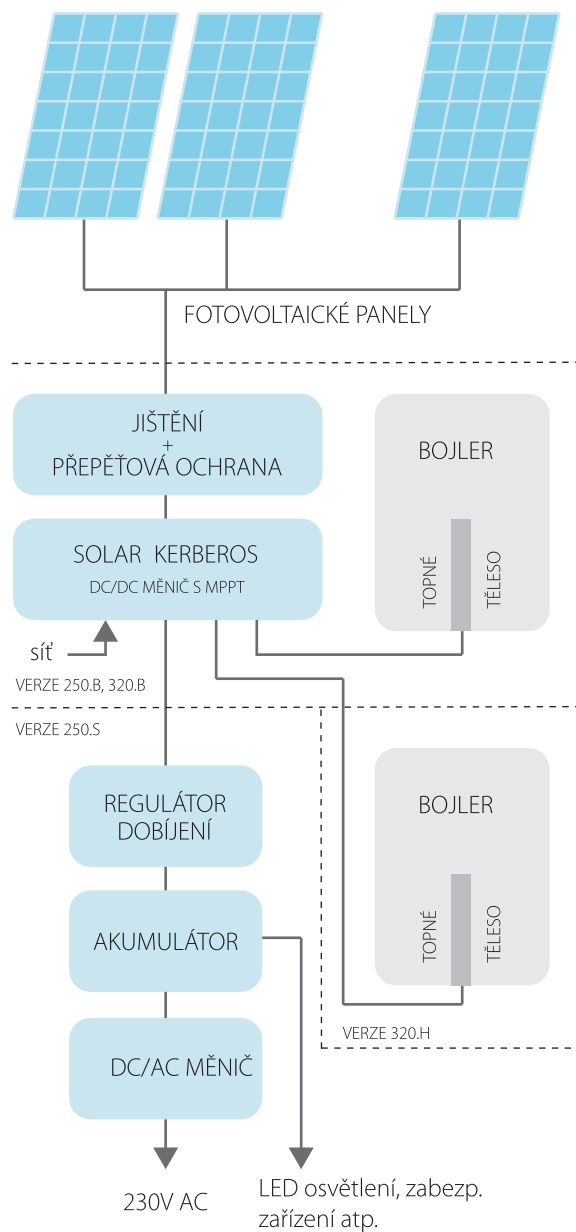 FOTOVOLTAICKÉ PANELY
JIŠTĚNÍ
+
PŘEPĚŤOVÁ OCHRANA
BOJLER
TOPNÉ
TĚLESO
SOLAR KERBEROS
DC/DC MĚNIČ S MPPT
síť
VERZE 250.B, 320.B
VERZE 250.S
REGULÁTOR
DOBÍJENÍ
BOJLER
TOPNÉ
TĚLESO
AKUMULÁTOR
VERZE 320.H
DC/AC MĚNIČ
230V AC
LED osvětlení, zabezp.
zařízení atp.